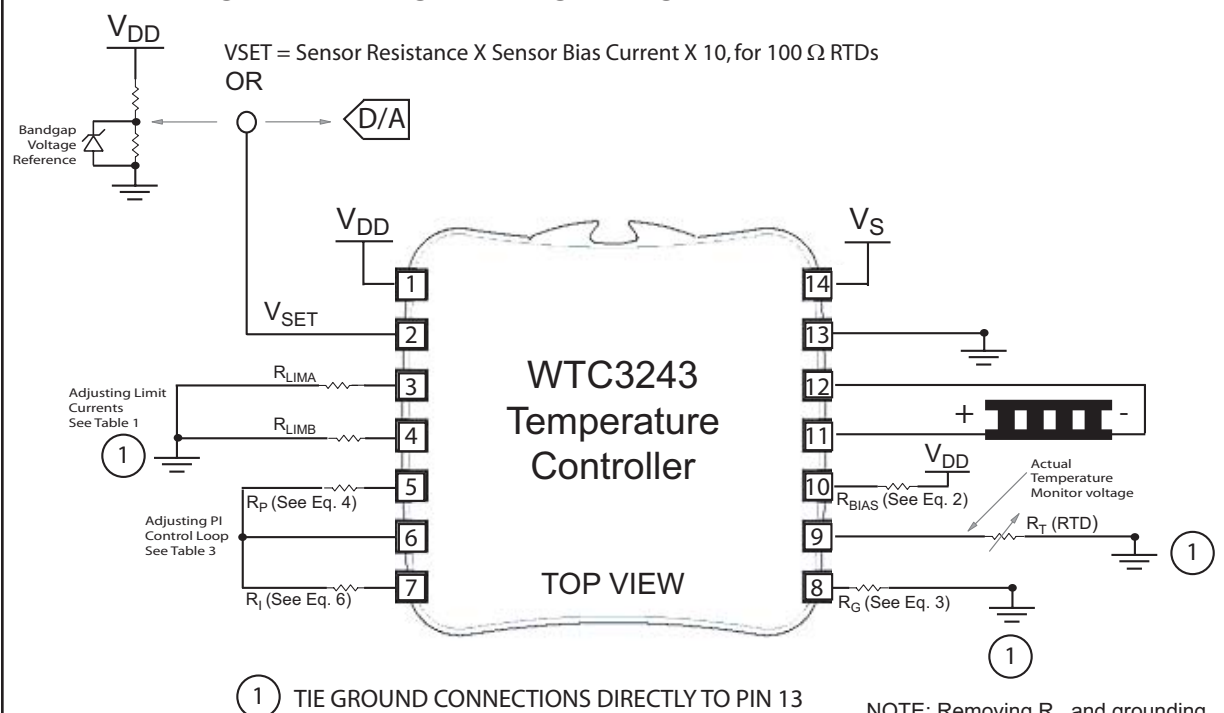 VDD
VSET = Sensor Resistance X Sensor Bias Current X 10, for 100 Ω RTDs
OR
D/A
Bandgap
Voltage
Reference
VDD
VS
1
14
VSET
2
13
WTC3243
Temperature
Controller
TOP VIEW
Adjusting Limit
Currents
See Table 1
1
RLIMA
3
12
RLIMB
4
11
+
-
VDD
RP (See Eq. 4)
5
10
RBIAS (See Eq. 2)
Actual
Temperature
Monitor voltage
Adjusting PI
Control Loop
See Table 3
6
9
RT (RTD)
1
RI (See Eq. 6)
7
8
RG (See Eq. 3)
1
1 TIE GROUND CONNECTIONS DIRECTLY TO PIN 13
NOTE: Removing R and grounding